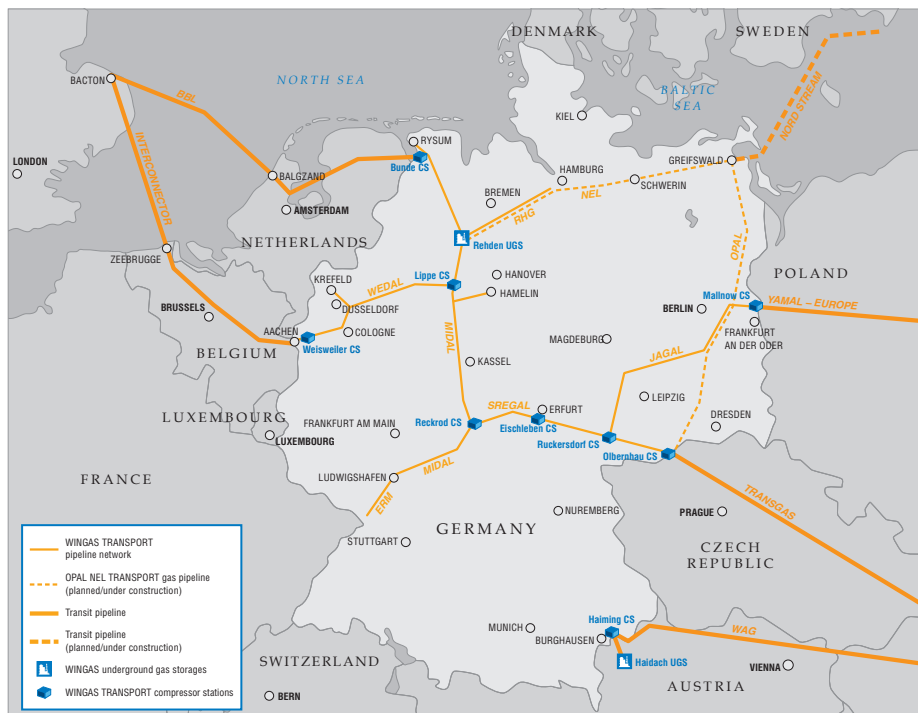 DENMARK
SWEDEN
NORTH SEA
BALTIC
SEA
NORD STREAM
BACTON
BBL
KIEL
RYSUM
Bunde CS
LONDON
INTERCONNECTOR
BALGZAND
AMSTERDAM
HAMBURG
GREIFSWALD
SCHWERIN
BREMEN
NEL
RHG
NETHERLANDS
Rehden UGS
OPAL
ZEEBRUGGE
POLAND
Lippe CS
HANOVER
HAMELIN
KREFELD
WEDAL
DUSSELDORF
Mallnow CS
YAMAL – EUROPE
BRUSSELS
BERLIN
AACHEN
COLOGNE
MIDAL
MAGDEBURG
FRANKFURT
AN DER ODER
Weisweiler CS
BELGIUM
JAGAL
KASSEL
LEIPZIG
SREGAL
ERFURT
LUXEMBOURG
FRANKFURT AM MAIN
Reckrod CS
Eischleben CS
DRESDEN
LUXEMBOURG
Ruckersdorf CS
Olbernhau CS
MIDAL
FRANCE
LUDWIGSHAFEN
ERM
TRANSGAS
NUREMBERG
PRAGUE
GERMANY
STUTTGART
CZECH
REPUBLIC
WINGAS TRANSPORT
pipeline network
OPAL NEL TRANSPORT gas pipeline
(planned/under construction)
Transit pipeline
Transit pipeline
(planned/under construction)
WINGAS underground gas storages
WINGAS TRANSPORT compressor stations
Haiming CS
MUNICH
BURGHAUSEN
WAG
Haidach UGS
SWITZERLAND
VIENNA
AUSTRIA
BERN